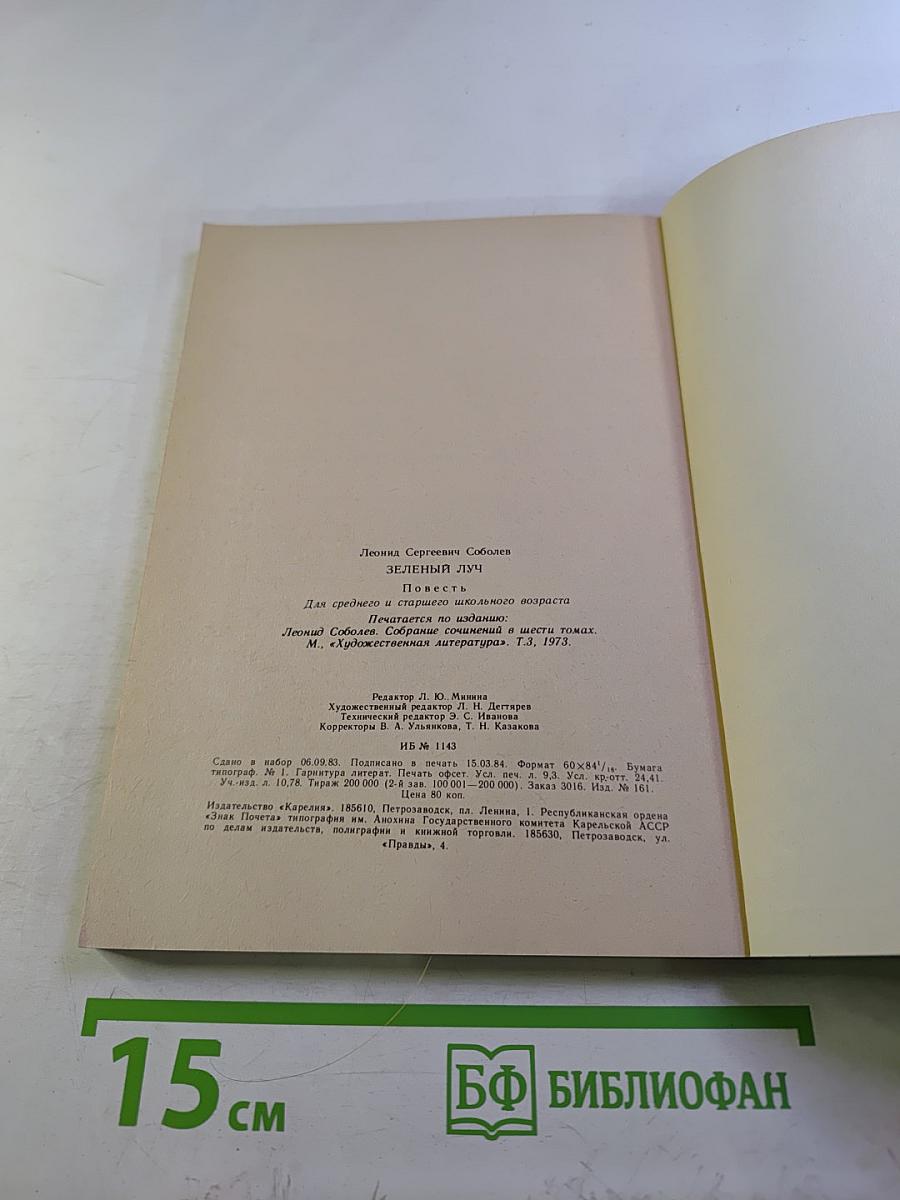 Леонид Сергеевич Соболев
ЗЕЛЕНЫЙ ЛУЧ
Повесть
Для среднего и старшего школьного возраста
Печатается по изданию:
Леонид Соболев. Собрание сочинений в шести томах.
М., «Художественная литература». Т.3, 1973.
Редактор Л. Ю. Минина
Художественный редактор Л. Н. Дегтярев
Технический редактор Э. С. Иванова
Корректоры В. А. Ульянкова, Т. Н. Казакова
ИБ № 1143
Сдано в набор 06.09.83. Подписано в печать 15.03.84. Формат 60×84¹/₁₆. Бумага
типограф. № 1. Гарнитура литерат. Печать офсет. Усл. печ. л. 9,3. Усл. кр.-отт. 24,41.
Уч.-изд. л. 10,78. Тираж 200 000 (2-й зав. 100 001—200 000). Заказ 3016. Изд. № 161.
Цена 80 коп.
Издательство «Карелия». 185610, Петрозаводск, пл. Ленина, 1. Республиканская ордена
«Знак Почета» типография им. Анохина Государственного комитета Карельской АССР
по делам издательств, полиграфии и книжной торговли. 185630, Петрозаводск, ул.
«Правды», 4.
15 см
БФ БИБЛИОФАН